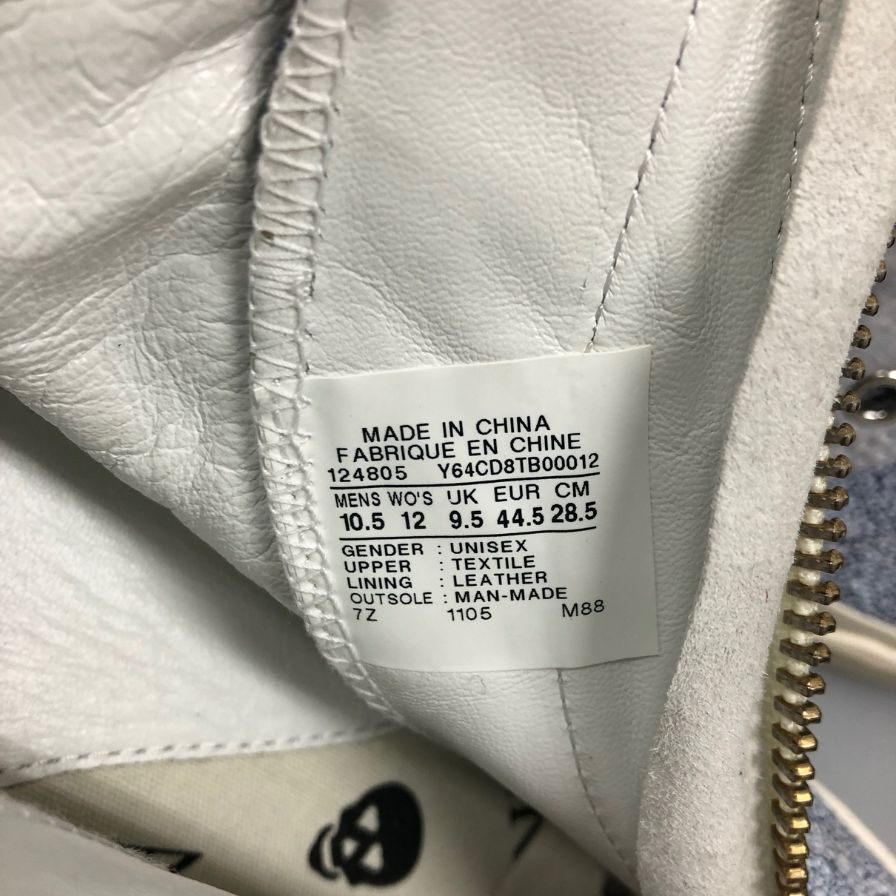 MADE IN CHINA
FABRIQUE EN CHINE
124805 Y64CD8TB00012
MENS WO'S UK EUR CM
10.5 12 9.5 44.5 28.5
GENDER : UNISEX
UPPER : TEXTILE
LINING : LEATHER
OUTSOLE : MAN-MADE
7Z 1105 M88